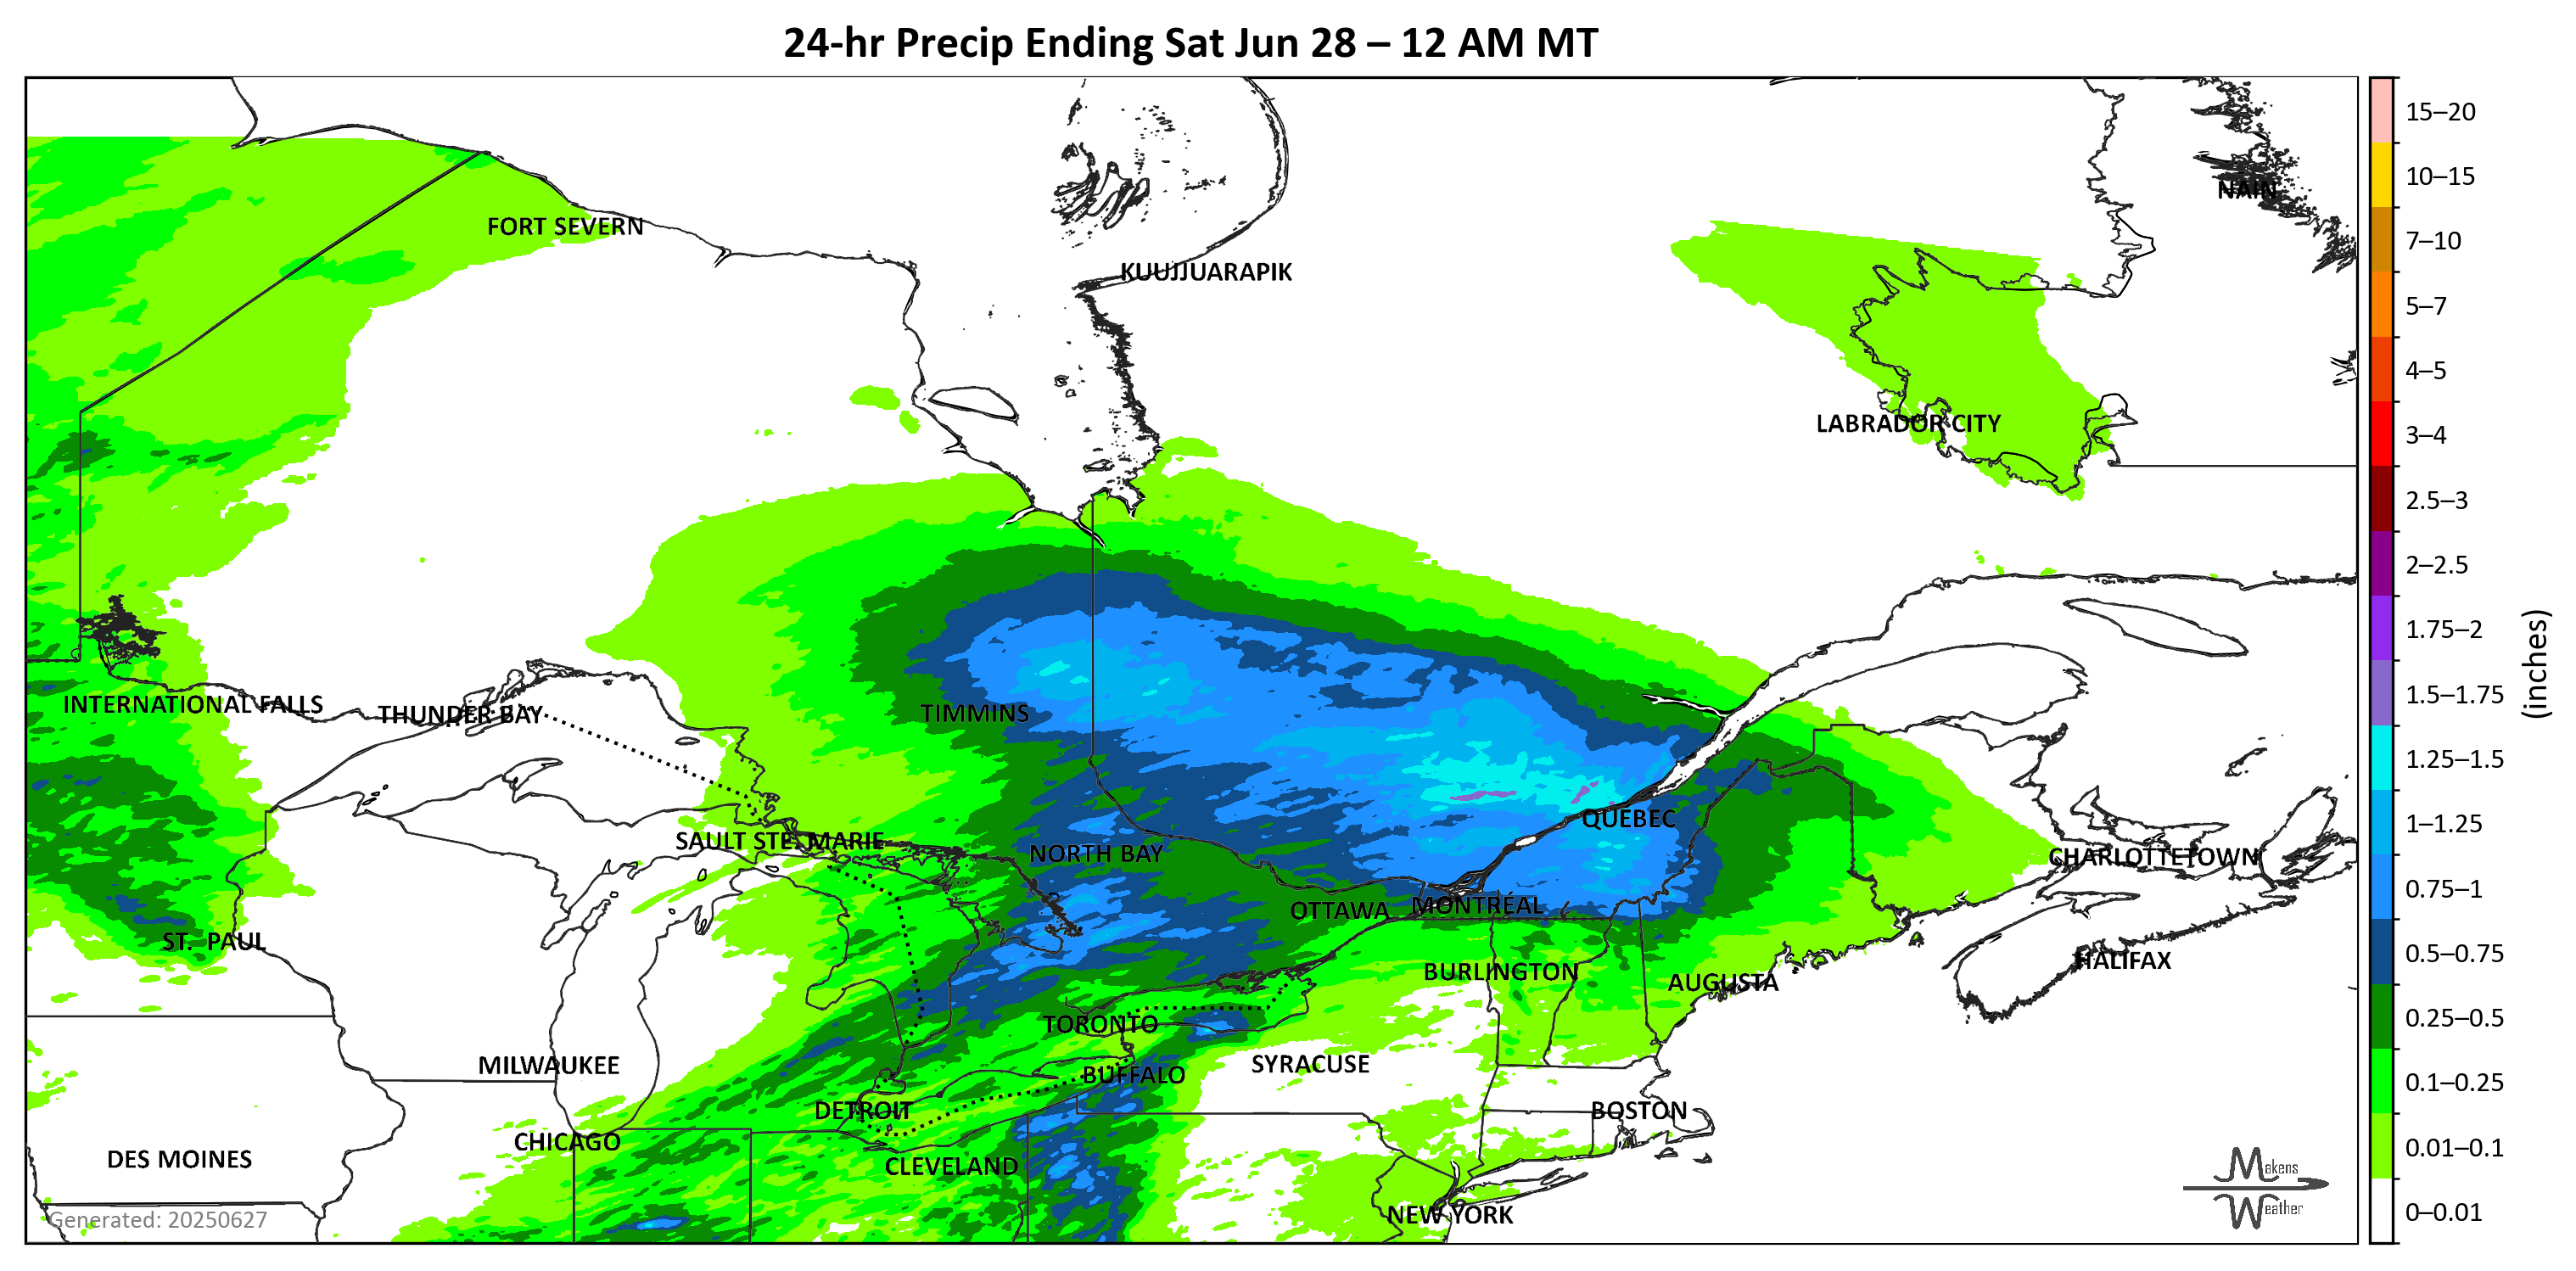 24-hr Precip Ending Sat Jun 28 – 12 AM MT
15–20
NAIN
10–15
FORT SEVERN
7–10
KUUJJUARAPIK
5–7
4–5
LABRADOR CITY
3–4
2.5–3
2–2.5
1.75–2
(inches)
INTERNATIONAL FALLS
THUNDER BAY
TIMMINS
1.5–1.75
1.25–1.5
QUÉBEC
1–1.25
SAULT STE. MARIE
NORTH BAY
CHARLOTTETOWN
0.75–1
OTTAWA
MONTRÉAL
ST. PAUL
0.5–0.75
HALIFAX
BURLINGTON
AUGUSTA
TORONTO
0.25–0.5
MILWAUKEE
SYRACUSE
BUFFALO
0.1–0.25
DETROIT
BOSTON
CHICAGO
0.01–0.1
DES MOINES
CLEVELAND
Makens
Weather
NEW YORK
0–0.01
Generated: 20250627